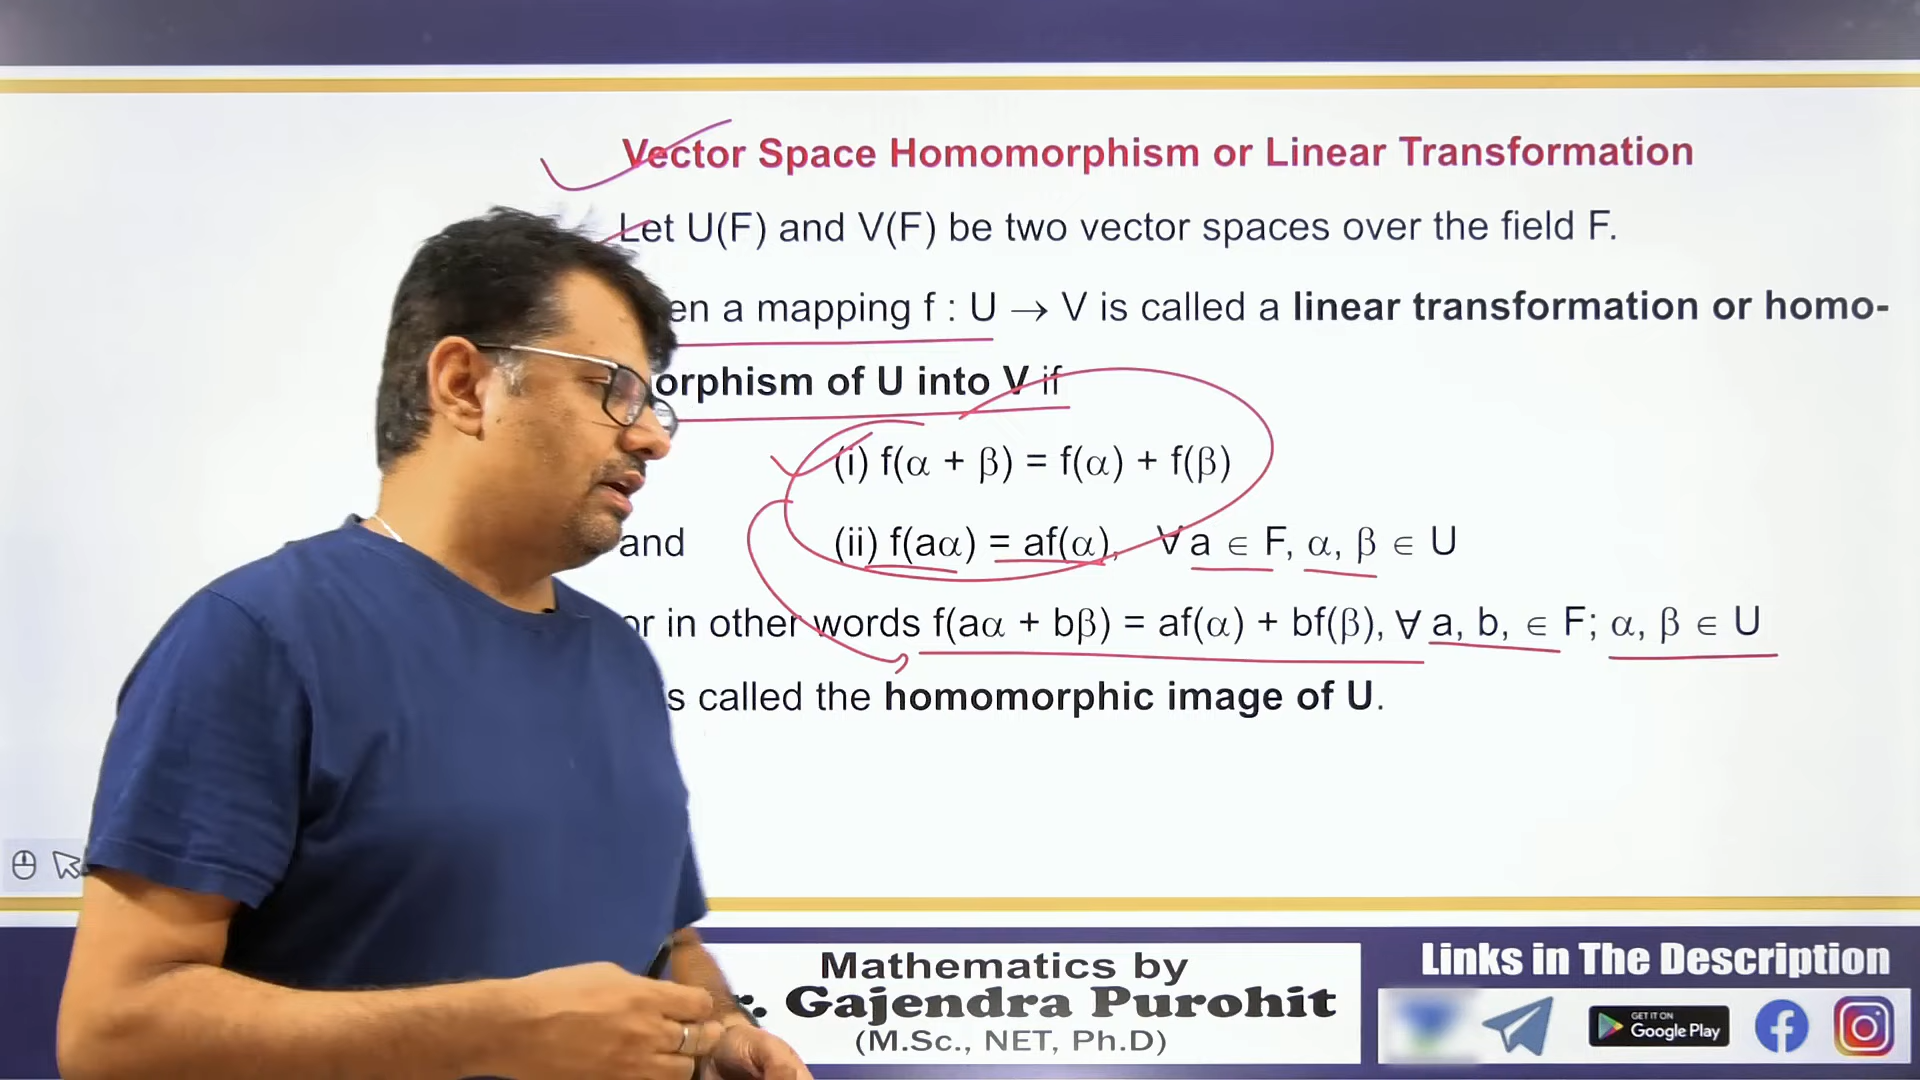 Vector Space Homomorphism or Linear Transformation
Let U(F) and V(F) be two vector spaces over the field F.
en a mapping f : U → V is called a linear transformation or homo-
orphism of U into V if
(i) f(α + β) = f(α) + f(β)
and (ii) f(aα) = af(α), ∀ a ∈ F, α, β ∈ U
or in other words f(aα + bβ) = af(α) + bf(β), ∀ a, b, ∈ F; α, β ∈ U
s called the homomorphic image of U.
Mathematics by
r. Gajendra Purohit
(M.Sc., NET, Ph.D)
Links in The Description
GET IT ON
Google Play